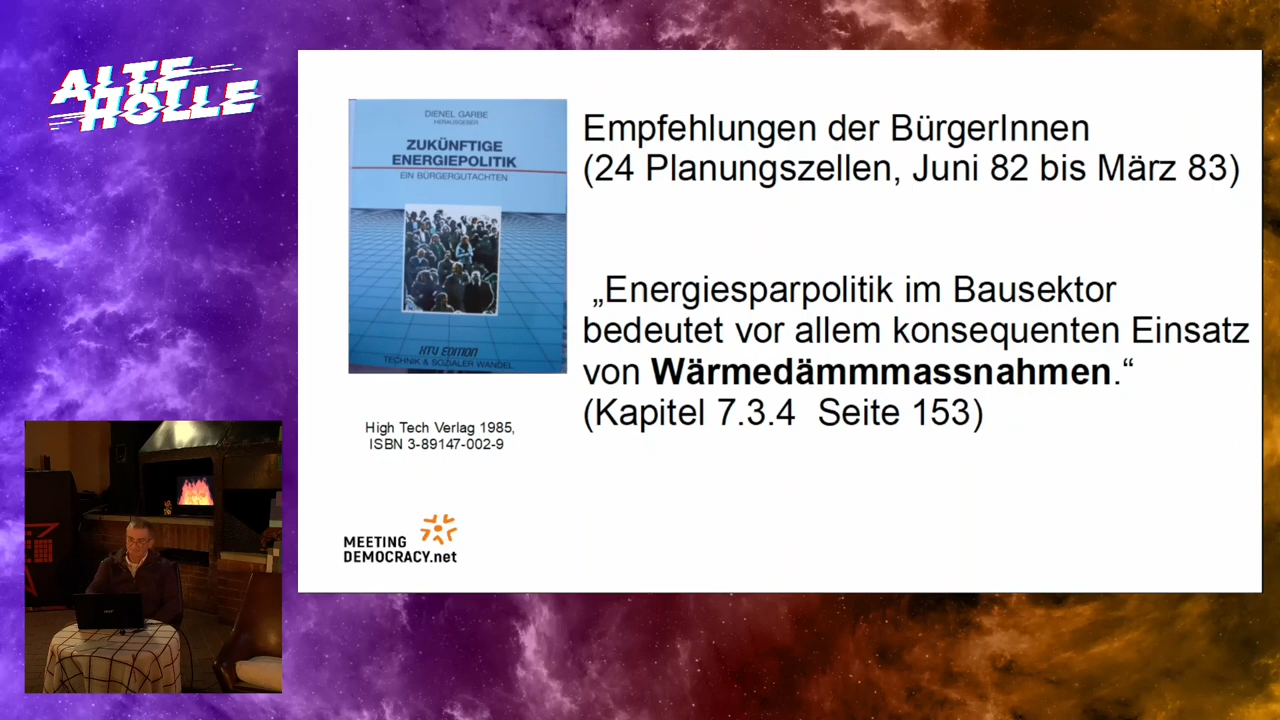 ALTE
HÖLLE
DIENEL GARBE
HERAUSGEBER
ZUKÜNFTIGE
ENERGIEPOLITIK
EIN BÜRGERGUTACHTEN
HTV EDITION
TECHNIK & SOZIALER WANDEL
High Tech Verlag 1985,
ISBN 3-89147-002-9
MEETING
DEMOCRACY.net
Empfehlungen der BürgerInnen
(24 Planungszellen, Juni 82 bis März 83)
„Energiesparpolitik im Bausektor
bedeutet vor allem konsequenten Einsatz
von Wärmedämmmassnahmen.“
(Kapitel 7.3.4 Seite 153)
acer